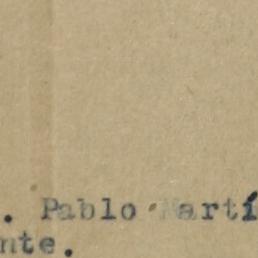 . Pablo Martí
nte.